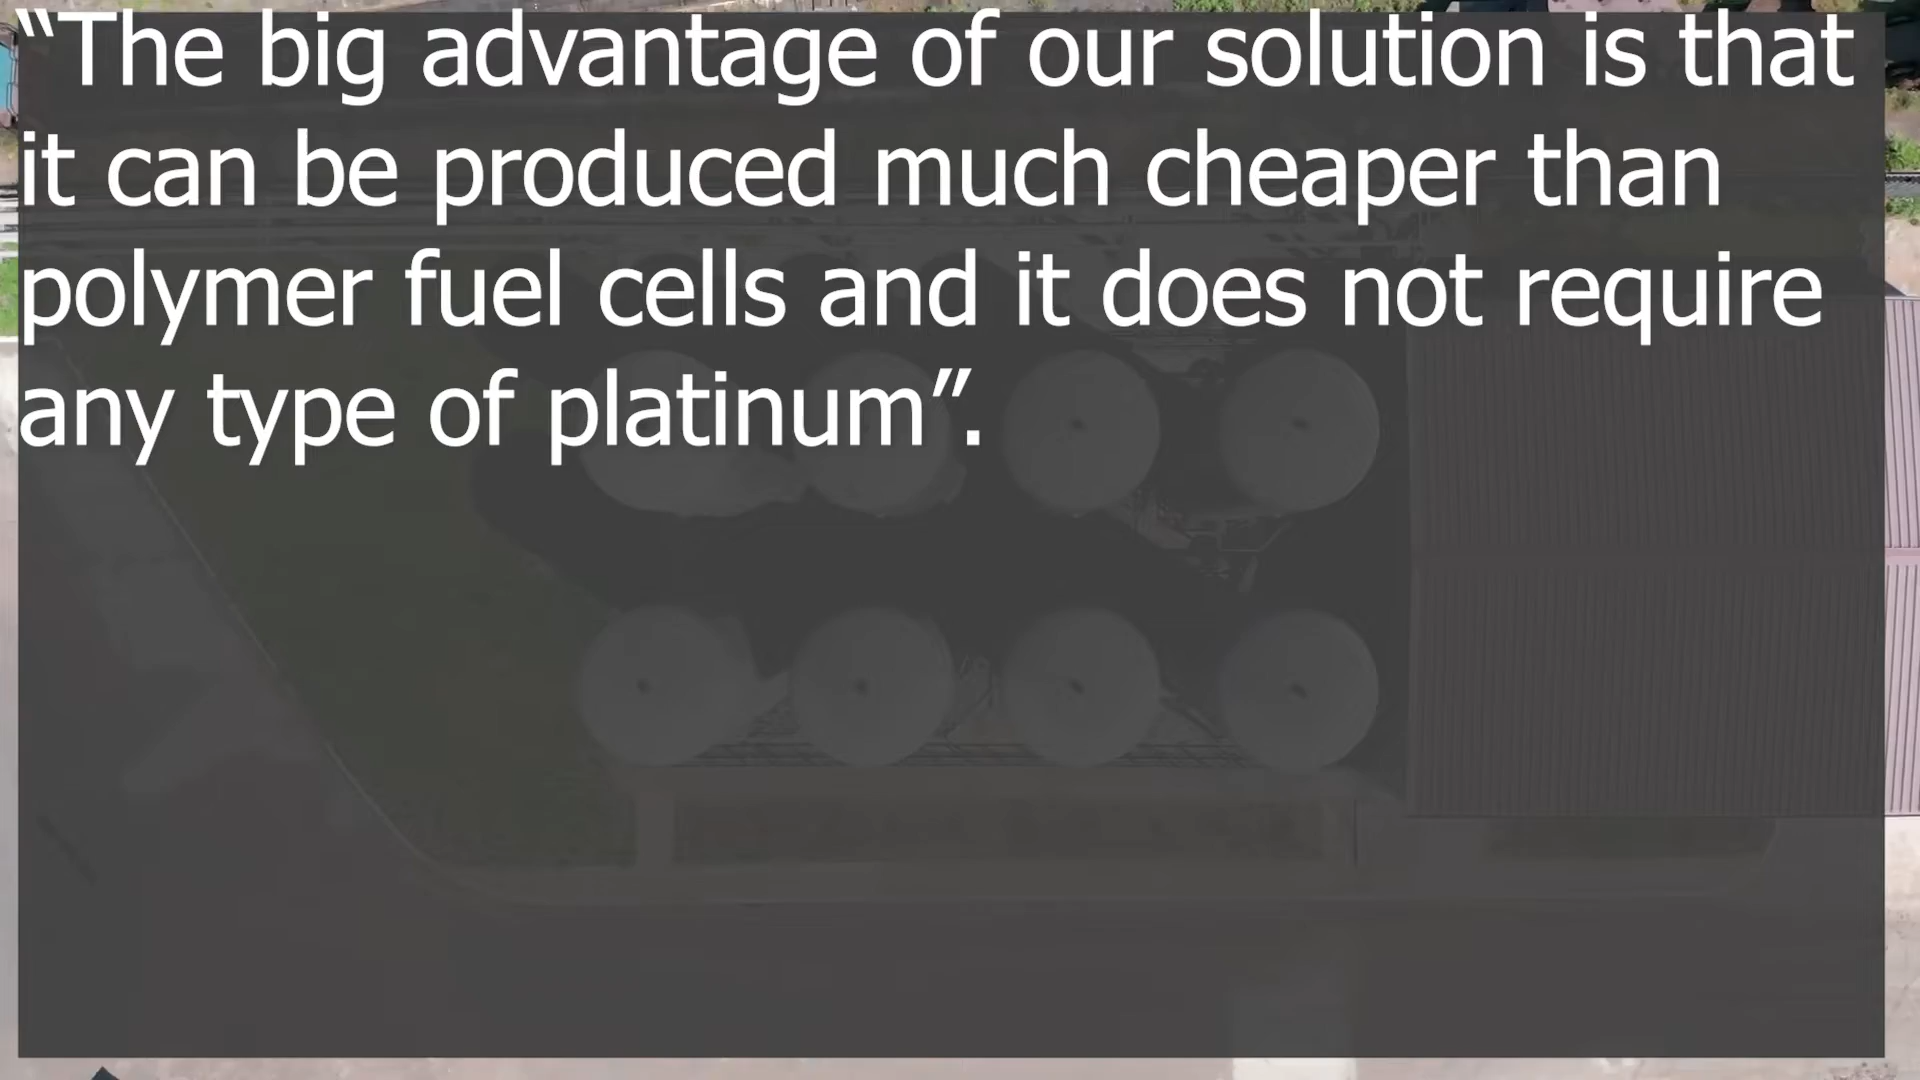 “The big advantage of our solution is that
it can be produced much cheaper than
polymer fuel cells and it does not require
any type of platinum”.